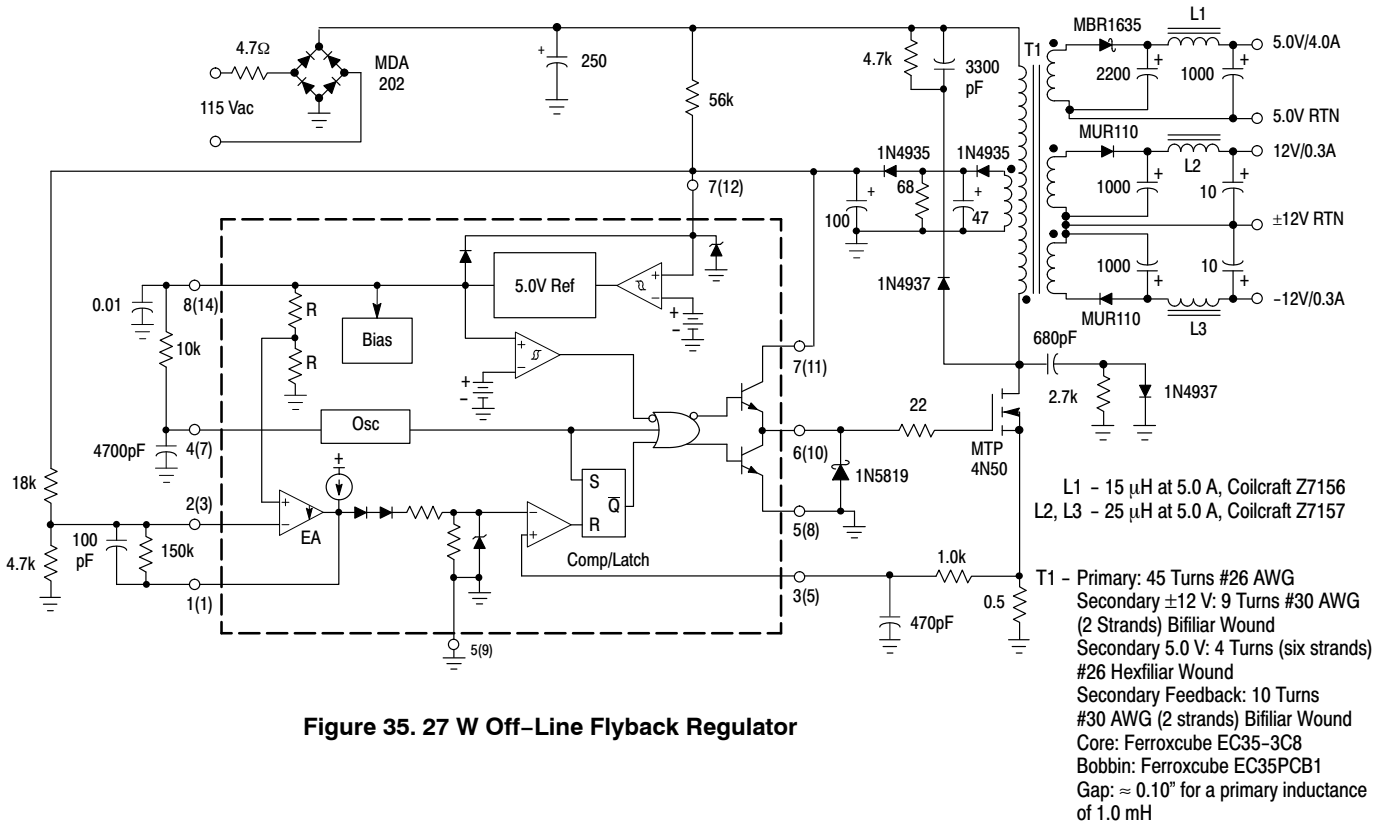 4.7Ω
MDA
202
115 Vac
+
250
56k
4.7k
3300
pF
T1
MBR1635
L1
5.0V/4.0A
2200
+
1000
+
5.0V RTN
MUR110
12V/0.3A
L2
1000
+
10
+
±12V RTN
1000
+
10
+
-12V/0.3A
MUR110
L3
1N4935
1N4935
7(12)
68
+
100
+
47
1N4937
0.01
8(14)
R
R
5.0V Ref
+
–
+
–
Bias
10k
+
–
+
–
7(11)
680pF
2.7k
1N4937
4700pF
4(7)
Osc
22
6(10)
MTP
4N50
1N5819
18k
+
S
Q
R
5(8)
L1 – 15 μH at 5.0 A, Coilcraft Z7156
L2, L3 – 25 μH at 5.0 A, Coilcraft Z7157
2(3)
+
–
EA
–
+
Comp/Latch
100
pF
150k
4.7k
1(1)
1.0k
3(5)
470pF
0.5
5(9)
T1 – Primary: 45 Turns #26 AWG
Secondary ±12 V: 9 Turns #30 AWG
(2 Strands) Bifiliar Wound
Secondary 5.0 V: 4 Turns (six strands)
#26 Hexfiliar Wound
Secondary Feedback: 10 Turns
#30 AWG (2 strands) Bifiliar Wound
Core: Ferroxcube EC35–3C8
Bobbin: Ferroxcube EC35PCB1
Gap: ≈ 0.10” for a primary inductance
of 1.0 mH
Figure 35. 27 W Off–Line Flyback Regulator